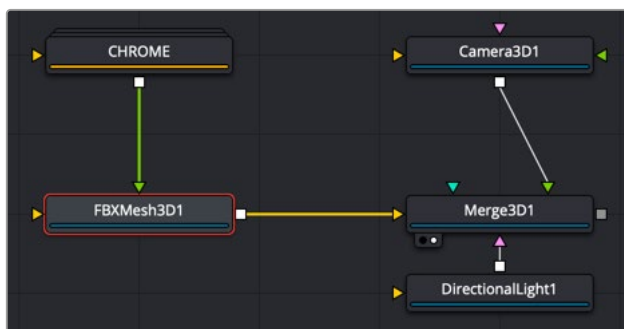 CHROME
Camera3D1
FBXMesh3D1
Merge3D1
DirectionalLight1